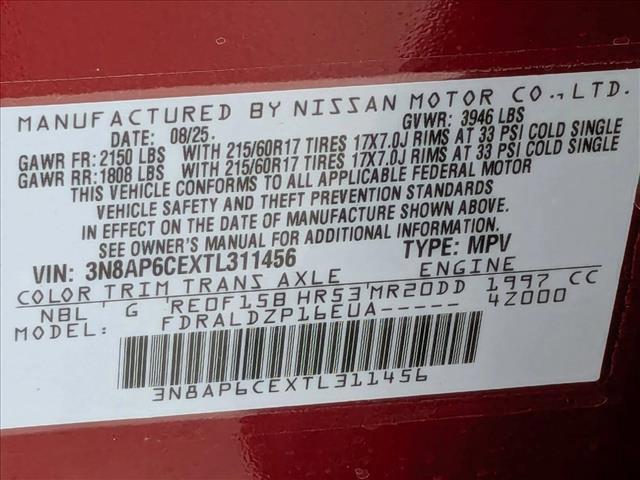 MANUFACTURED BY NISSAN MOTOR CO., LTD.
DATE: 08/25. GVWR: 3946 LBS
GAWR FR: 2150 LBS WITH 215/60R17 TIRES 17X7.0J RIMS AT 33 PSI COLD SINGLE
GAWR RR: 1808 LBS WITH 215/60R17 TIRES 17X7.0J RIMS AT 33 PSI COLD SINGLE
THIS VEHICLE CONFORMS TO ALL APPLICABLE FEDERAL MOTOR
VEHICLE SAFETY AND THEFT PREVENTION STANDARDS
IN EFFECT ON THE DATE OF MANUFACTURE SHOWN ABOVE.
SEE OWNER'S MANUAL FOR ADDITIONAL INFORMATION.
VIN: 3N8AP6CEXTL311456 TYPE: MPV
COLOR TRIM TRANS AXLE ENGINE
NBL G RE0F15B HR53 MR20DD 1997 CC
MODEL: FDRALDZP16EUA----- 4Z000
3N8AP6CEXTL311456